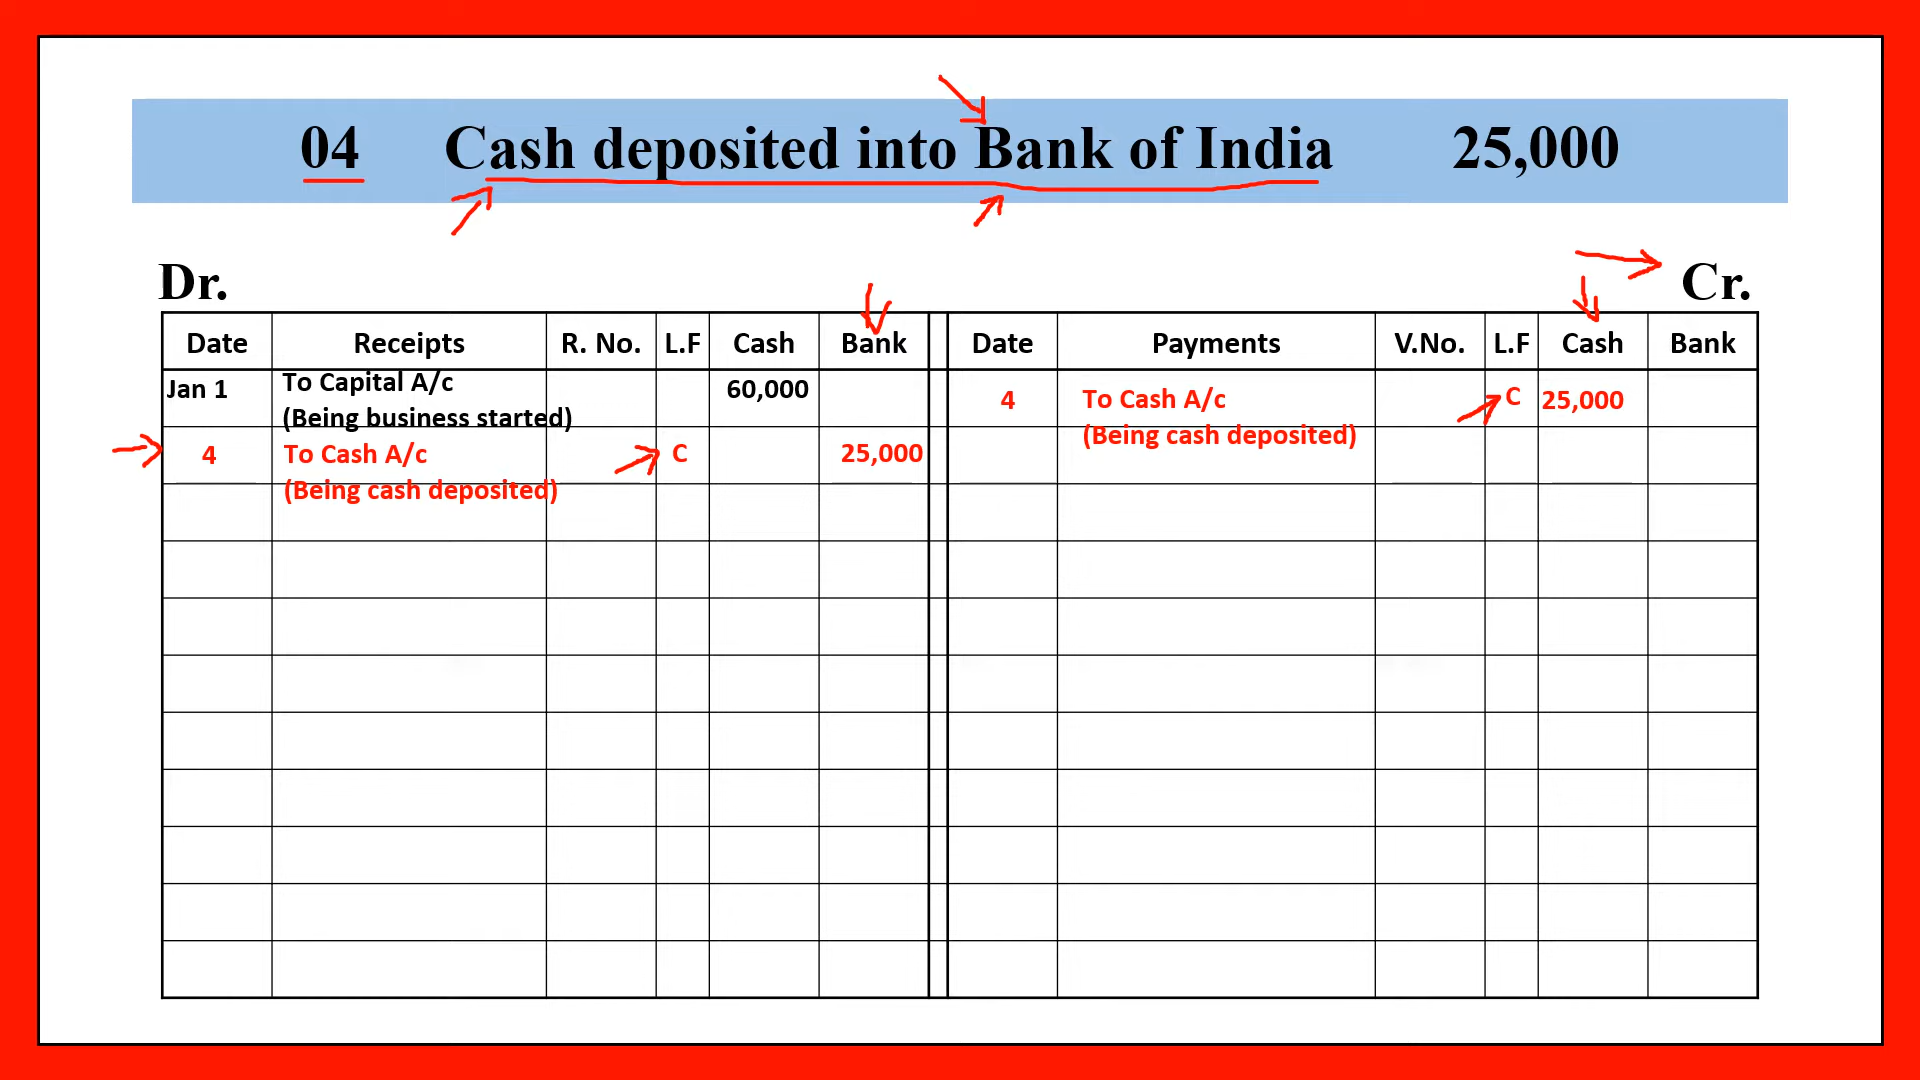 04 Cash deposited into Bank of India 25,000
Dr. Cr.
Date Receipts R. No. L.F Cash Bank Date Payments V.No. L.F Cash Bank
Jan 1 To Capital A/c 60,000 4 To Cash A/c C 25,000
(Being business started) (Being cash deposited)
4 To Cash A/c C 25,000
(Being cash deposited)